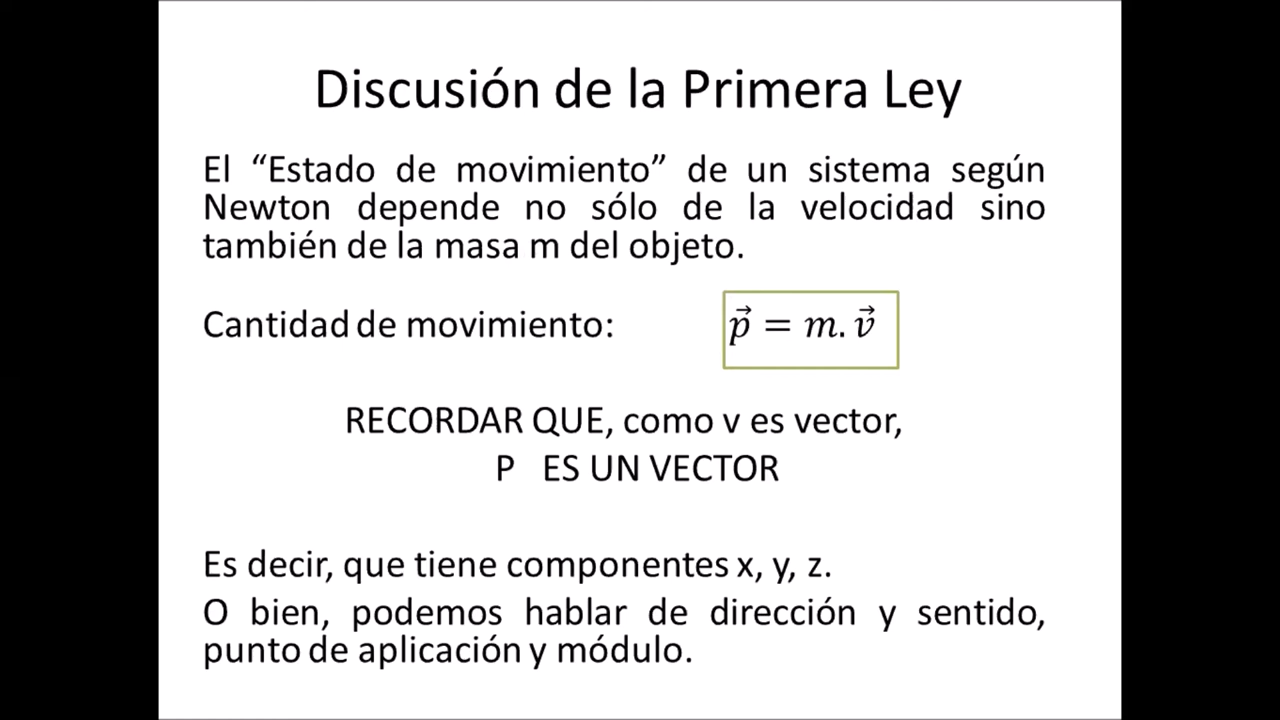 Discusión de la Primera Ley
El “Estado de movimiento” de un sistema según
Newton depende no sólo de la velocidad sino
también de la masa m del objeto.
Cantidad de movimiento: p⃗ = m. v⃗
RECORDAR QUE, como v es vector,
P ES UN VECTOR
Es decir, que tiene componentes x, y, z.
O bien, podemos hablar de dirección y sentido,
punto de aplicación y módulo.